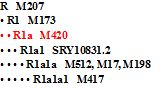 R M207
• R1 M173
• • R1a M420
• • • R1a1 SRY10831.2
• • • • R1a1a M512, M17, M198
• • • • • R1a1a1 M417